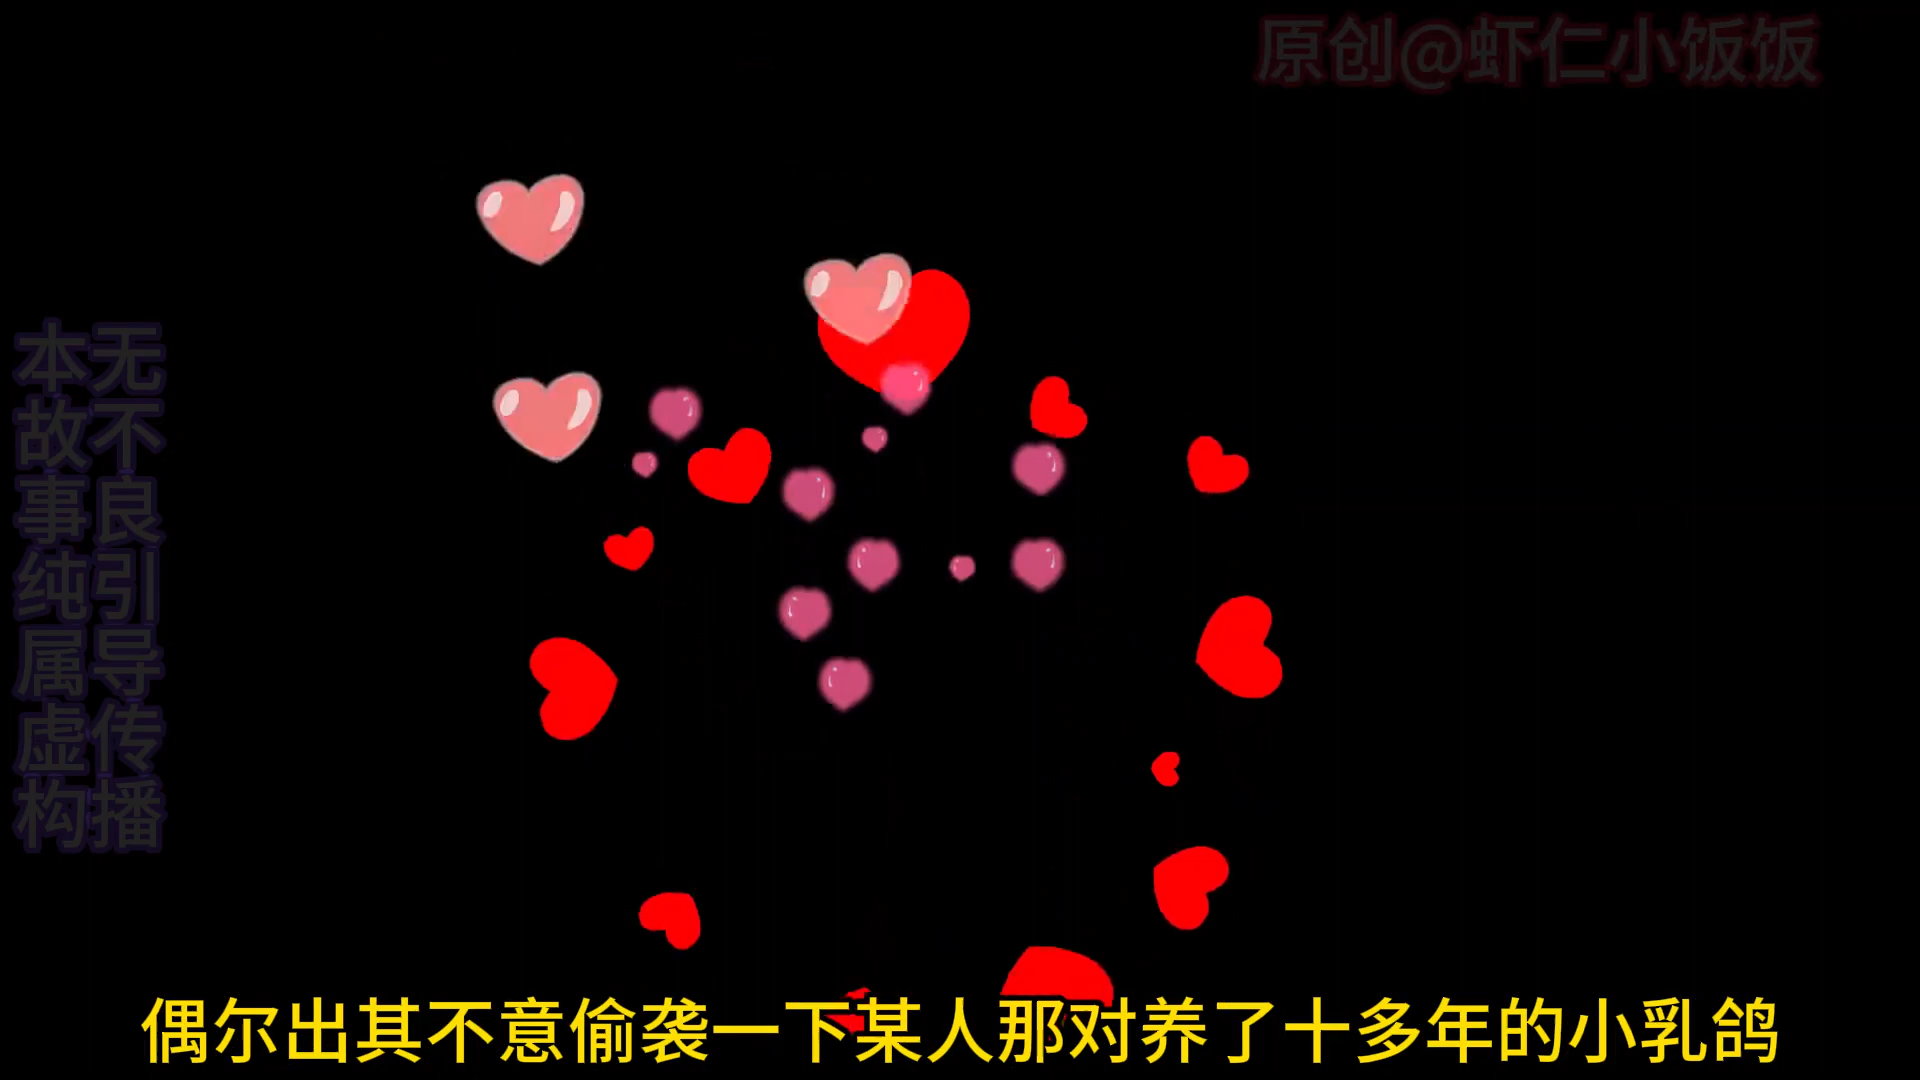 原创@虾仁小饭饭
无不良引导传播
本故事纯属虚构
偶尔出其不意偷袭一下某人那对养了十多年的小乳鸽